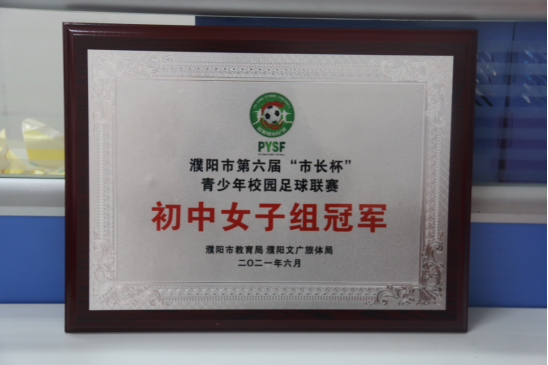 PYSF
濮阳市第六届“市长杯”
青少年校园足球联赛
初中女子组冠军
濮阳市教育局 濮阳文广旅体局
二〇二一年六月